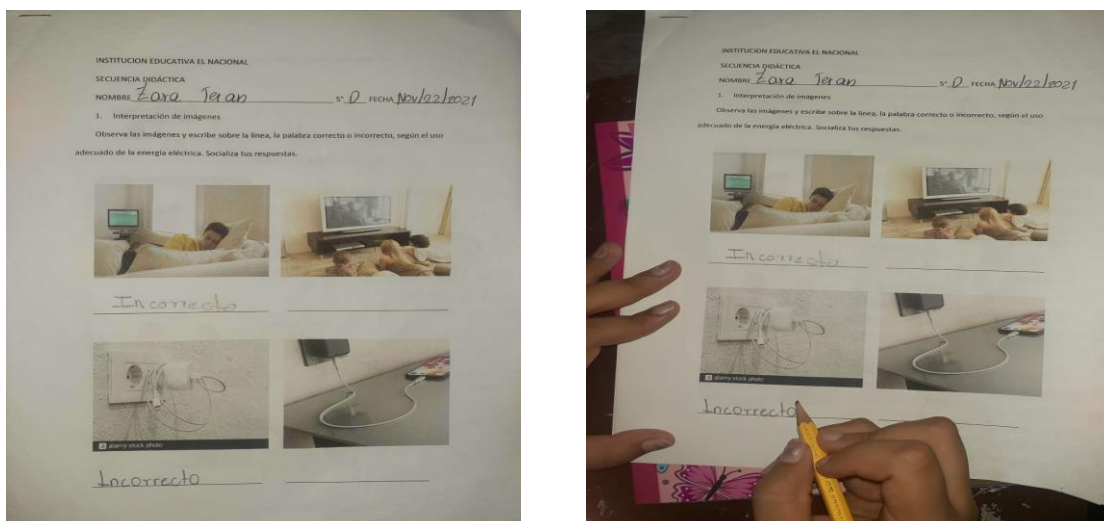 INSTITUCION EDUCATIVA EL NACIONAL
SECUENCIA DIDÁCTICA
NOMBRE Zara Teran 5° D FECHA Nov/22/2021
1. Interpretación de imágenes
Observa las imágenes y escribe sobre la línea, la palabra correcto o incorrecto, según el uso
adecuado de la energía eléctrica. Socializa tus respuestas.
Incorrecto
a alamy stock photo
Incorrecto
INSTITUCION EDUCATIVA EL NACIONAL
SECUENCIA DIDÁCTICA
NOMBRE Zara Teran 5° D FECHA Nov/22/2021
1. Interpretación de imágenes
Observa las imágenes y escribe sobre la línea, la palabra correcto o incorrecto, según el uso
adecuado de la energía eléctrica. Socializa tus respuestas.
Incorrecto
a alamy stock photo
Incorrecto